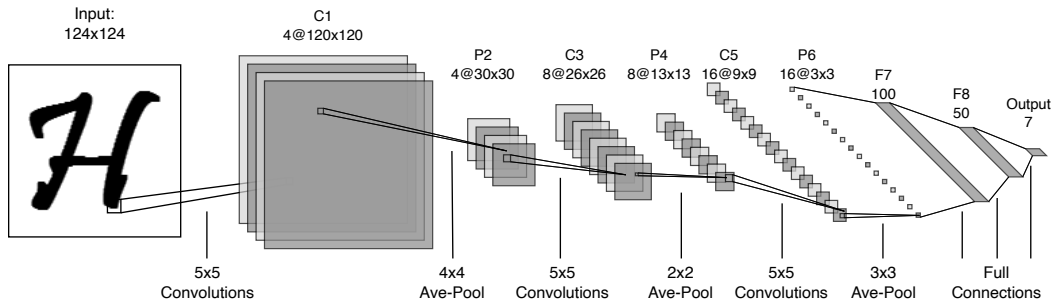 Input:
124x124
C1
4@120x120
P2
4@30x30
C3
8@26x26
P4
8@13x13
C5
16@9x9
P6
16@3x3
F7
100
F8
50
Output
7
H
5x5
Convolutions
4x4
Ave-Pool
5x5
Convolutions
2x2
Ave-Pool
5x5
Convolutions
3x3
Ave-Pool
Full
Connections